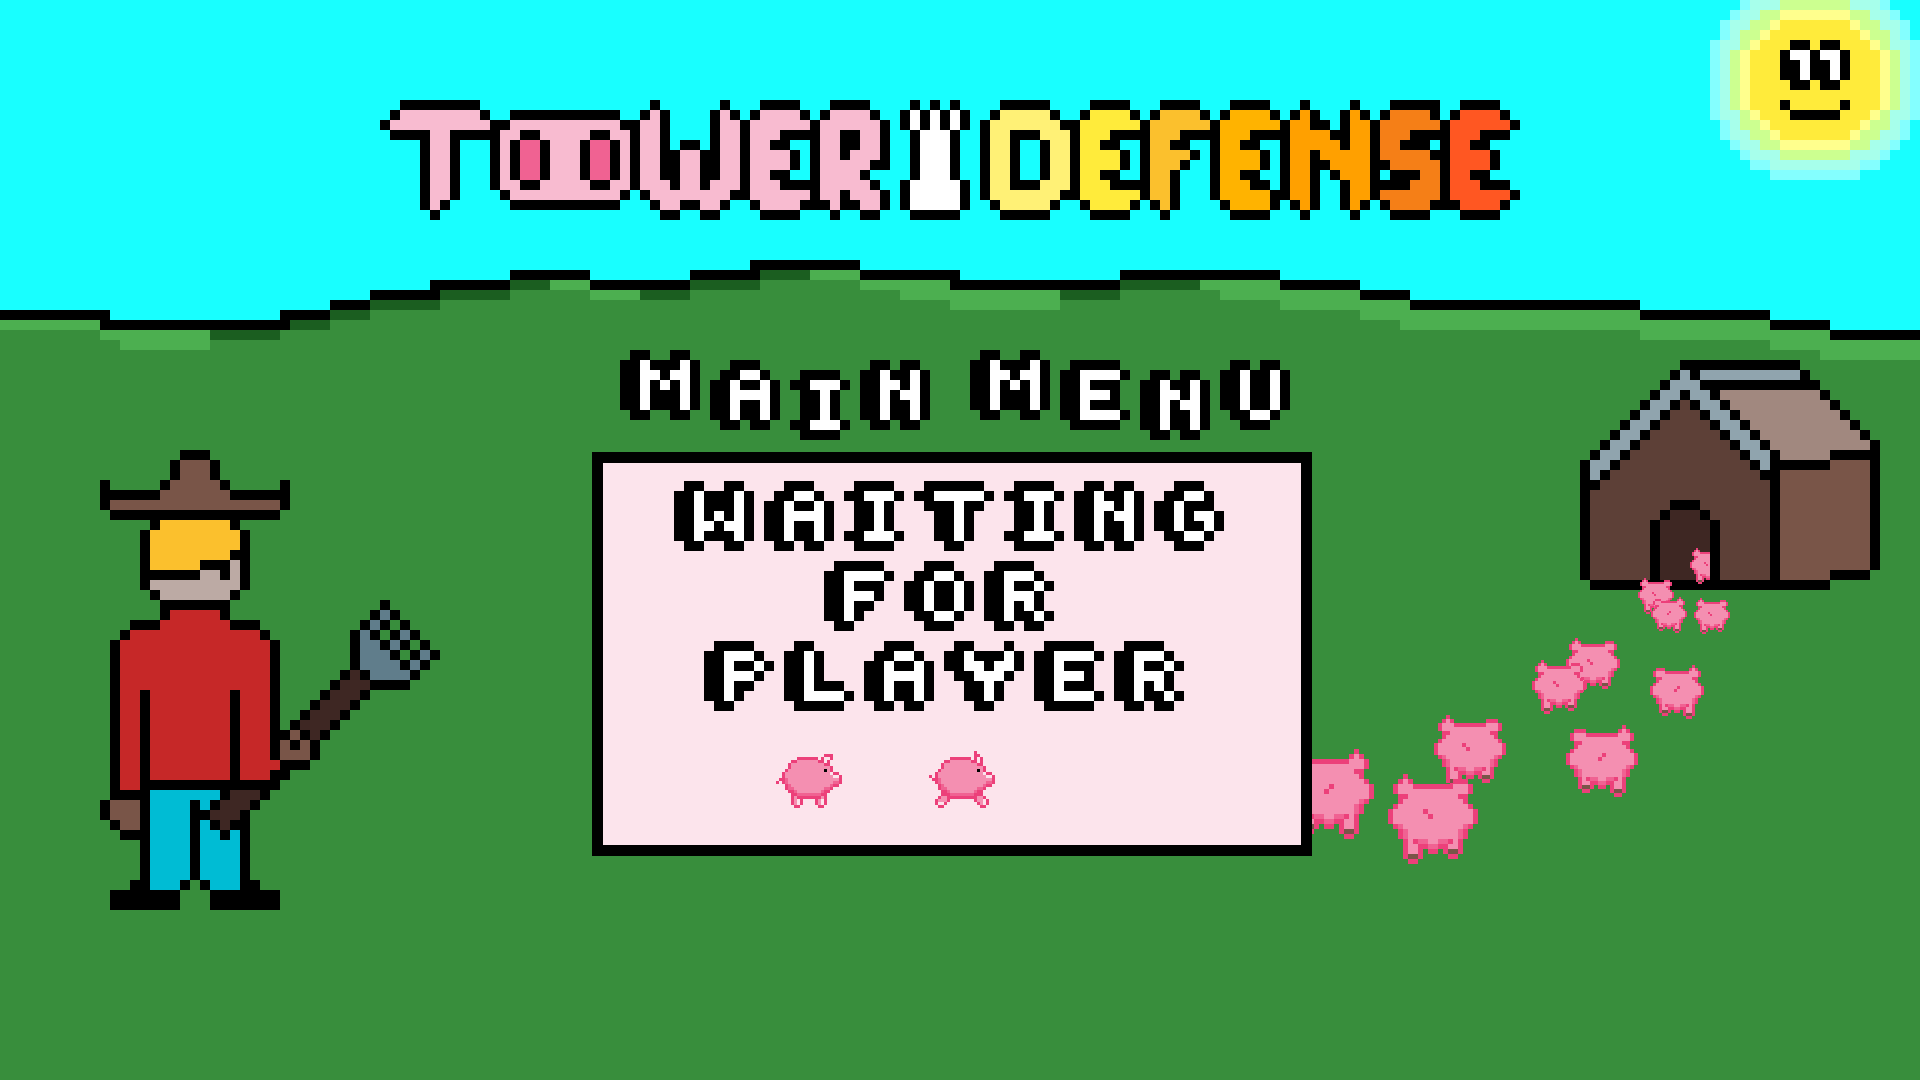 TOWER DEFENSE
MAIN MENU
WAITING
FOR
PLAYER